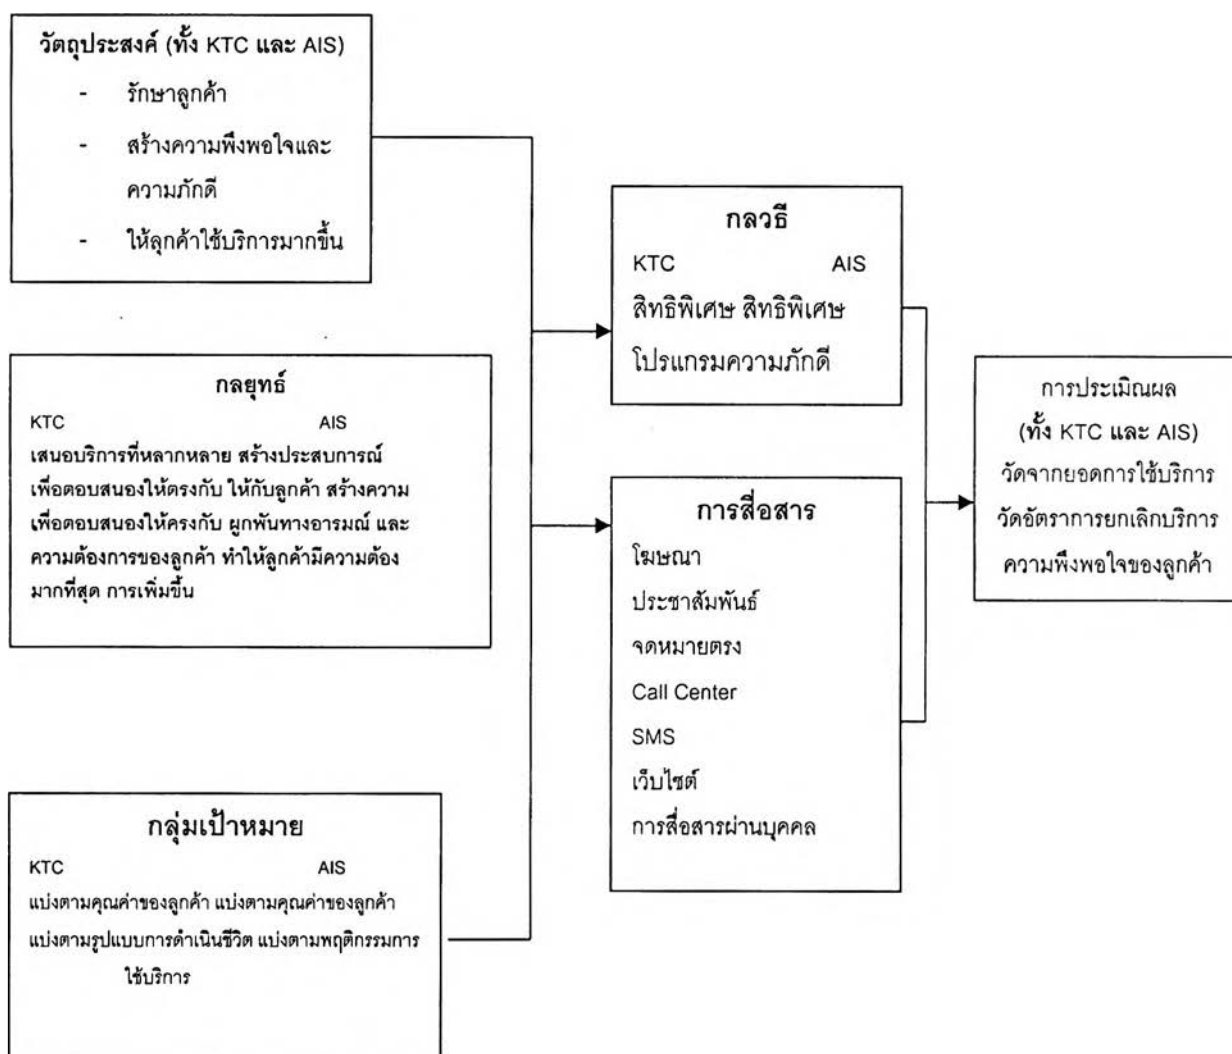 วัตถุประสงค์ (ทั้ง KTC และ AIS)
- รักษาลูกค้า
- สร้างความพึงพอใจและ
ความภักดี
- ให้ลูกค้าใช้บริการมากขึ้น
กลยุทธ์
KTC AIS
เสนอบริการที่หลากหลาย สร้างประสบการณ์
เพื่อตอบสนองให้ตรงกับ ให้กับลูกค้า สร้างความ
เพื่อตอบสนองให้ครงกับ ผูกพันทางอารมณ์ และ
ความต้องการของลูกค้า ทำให้ลูกค้ามีความต้อง
มากที่สุด การเพิ่มขึ้น
กลุ่มเป้าหมาย
KTC AIS
แบ่งตามคุณค่าของลูกค้า แบ่งตามคุณค่าของลูกค้า
แบ่งตามรูปแบบการดำเนินชีวิต แบ่งตามพฤติกรรมการ
ใช้บริการ
กลวธี
KTC AIS
สิทธิพิเศษ สิทธิพิเศษ
โปรแกรมความภักดี
การสื่อสาร
โฆษณา
ประชาสัมพันธ์
จดหมายตรง
Call Center
SMS
เว็บไซต์
การสื่อสารผ่านบุคคล
การประเมิณผล
(ทั้ง KTC และ AIS)
วัดจากยอดการใช้บริการ
วัดอัตราการยกเลิกบริการ
ความพึงพอใจของลูกค้า